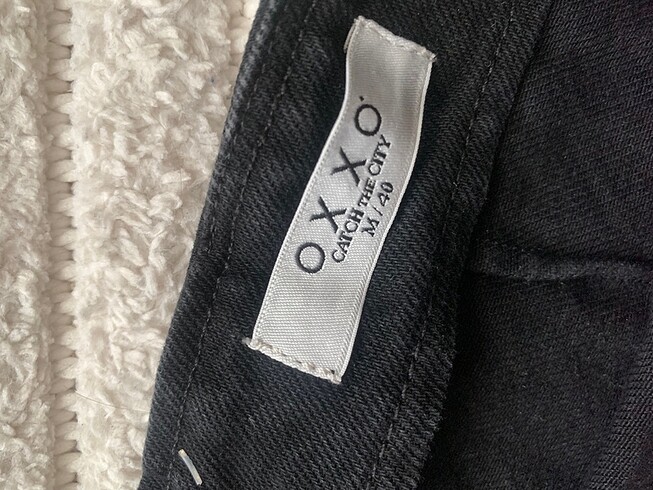 OXXO
CATCH THE CITY
M / 40